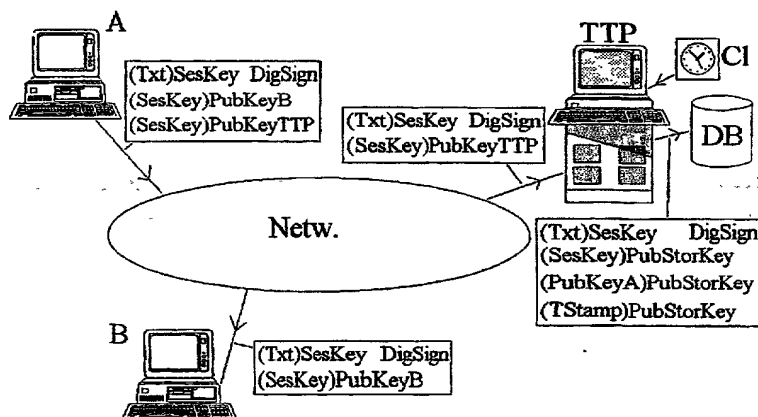 A
TTP
Cl
(Txt)SesKey DigSign
(SesKey)PubKeyB
(SesKey)PubKeyTTP
(Txt)SesKey DigSign
(SesKey)PubKeyTTP
DB
Netw.
(Txt)SesKey DigSign
(SesKey)PubStorKey
(PubKeyA)PubStorKey
(TStamp)PubStorKey
B
(Txt)SesKey DigSign
(SesKey)PubKeyB